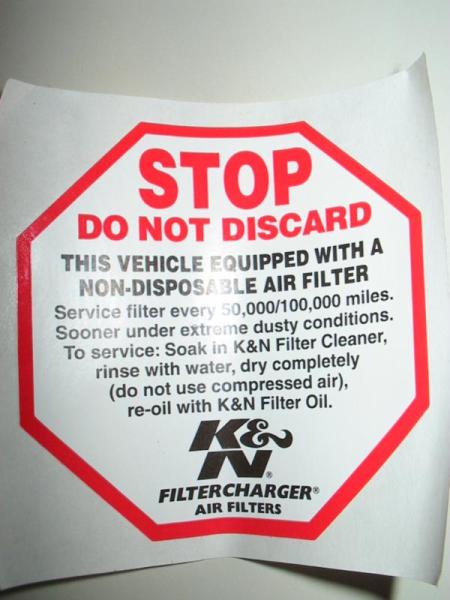 STOP
DO NOT DISCARD
THIS VEHICLE EQUIPPED WITH A
NON-DISPOSABLE AIR FILTER
Service filter every 50,000/100,000 miles.
Sooner under extreme dusty conditions.
To service: Soak in K&N Filter Cleaner,
rinse with water, dry completely
(do not use compressed air),
re-oil with K&N Filter Oil.
K&N®
FILTERCHARGER®
AIR FILTERS